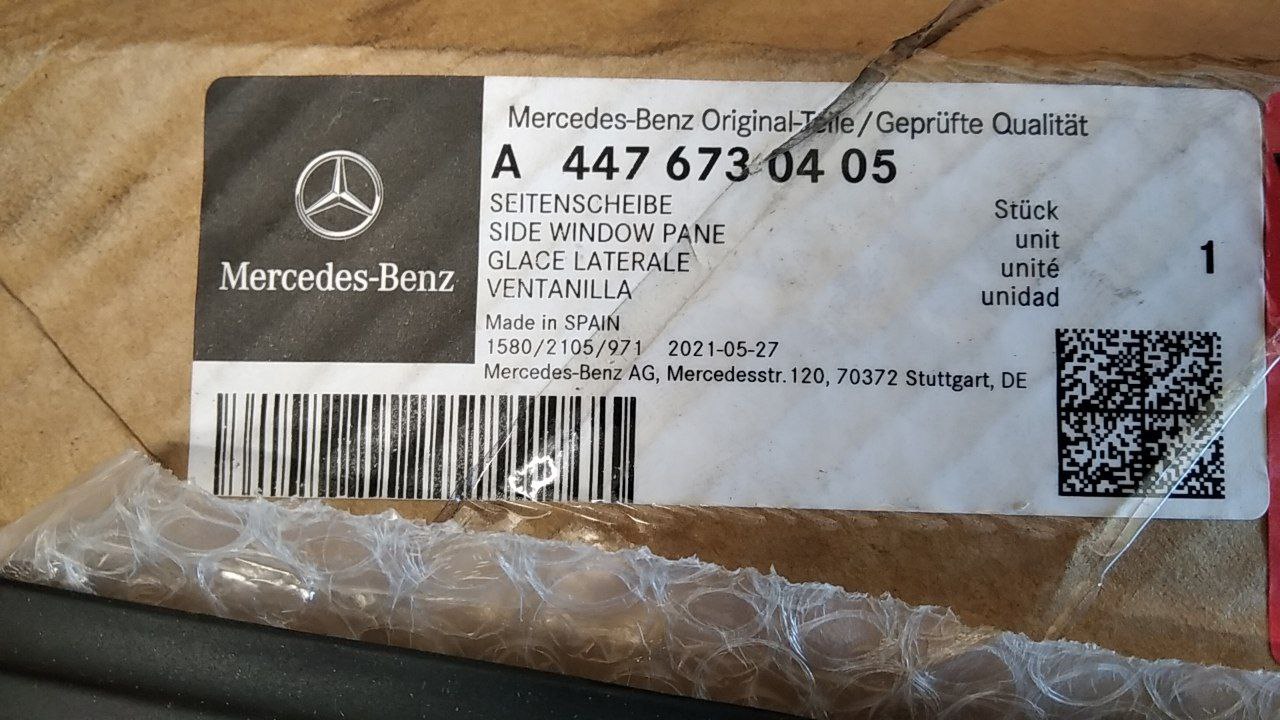 Mercedes-Benz
Mercedes-Benz Original-Teile/Geprüfte Qualität
A 447 673 04 05
SEITENSCHEIBE
SIDE WINDOW PANE
GLACE LATERALE
VENTANILLA
Stück
unit
unité
unidad
1
Made in SPAIN
1580/2105/971 2021-05-27
Mercedes-Benz AG, Mercedesstr.120, 70372 Stuttgart, DE